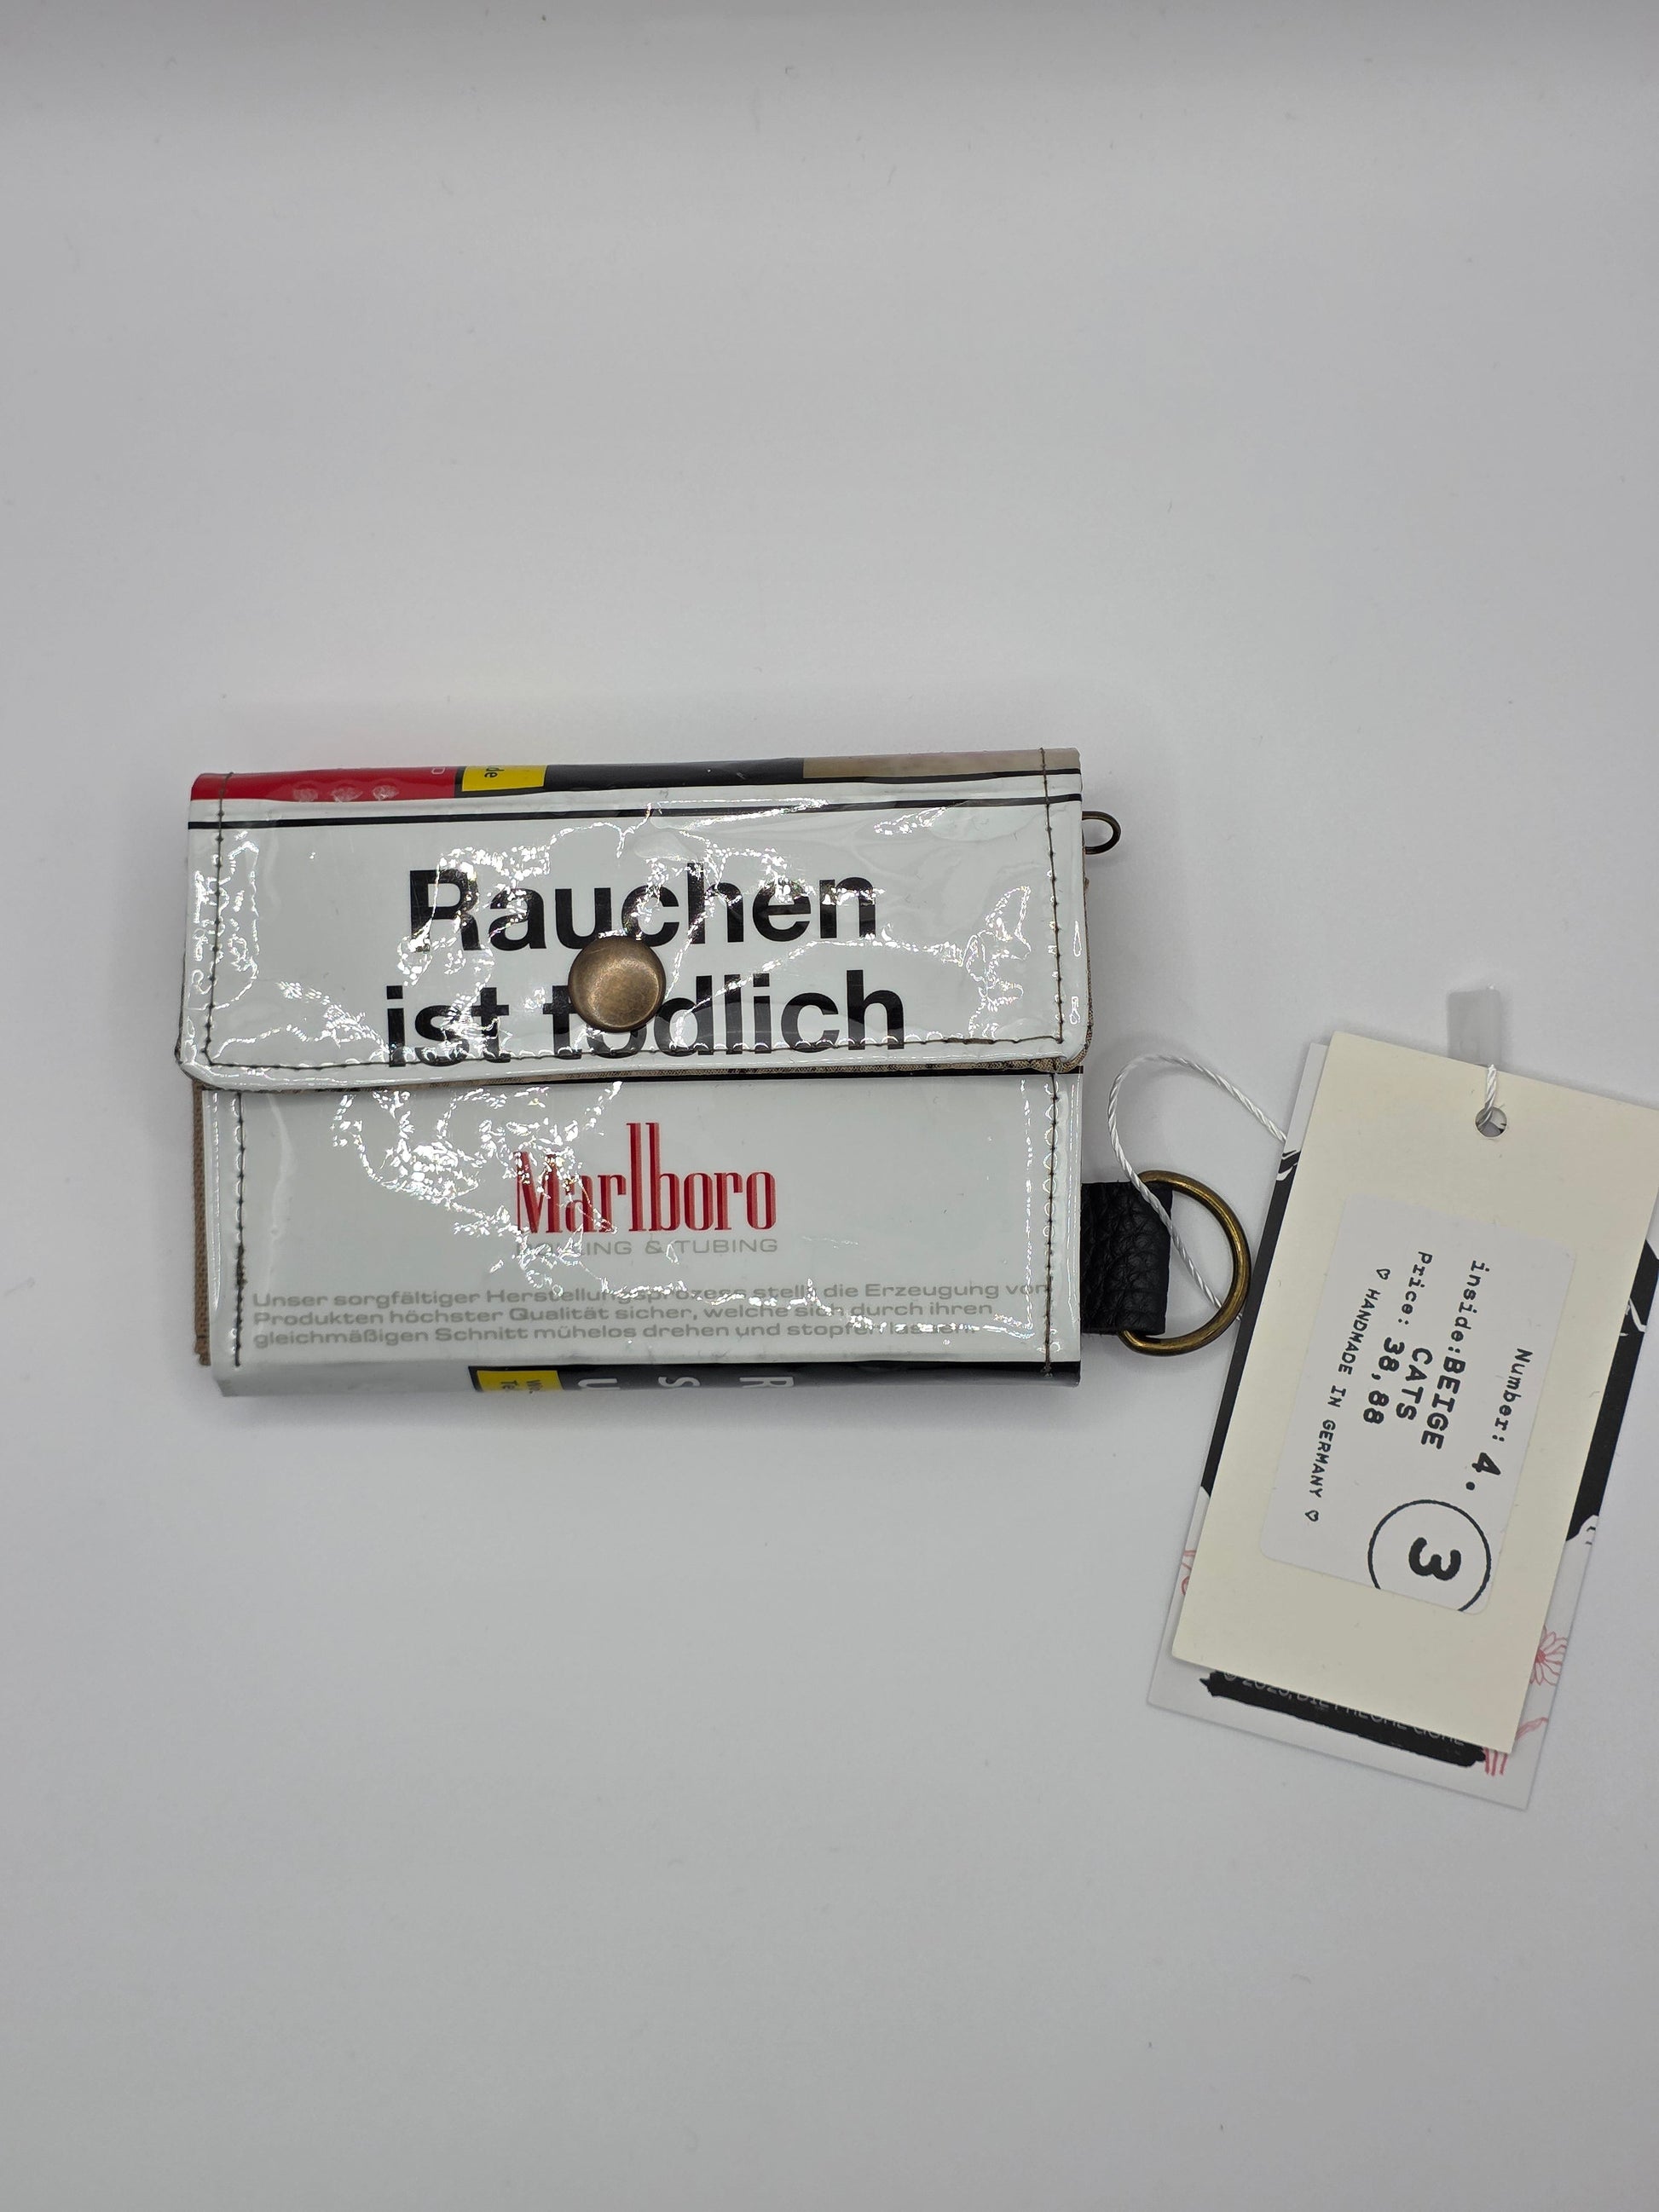 de
Rauchen
ist tödlich
Marlboro
& TUBING
Unser sorgfältiger Herstellungsprozess stellt die Erzeugung von
Produkten höchster Qualität sicher, welche sich durch ihren
gleichmäßigen Schnitt mühelos drehen und stopfen lassen.
Number: 4.
inside: BEIGE
CATS
Price: 38,88
♡ HANDMADE IN GERMANY ♡
3